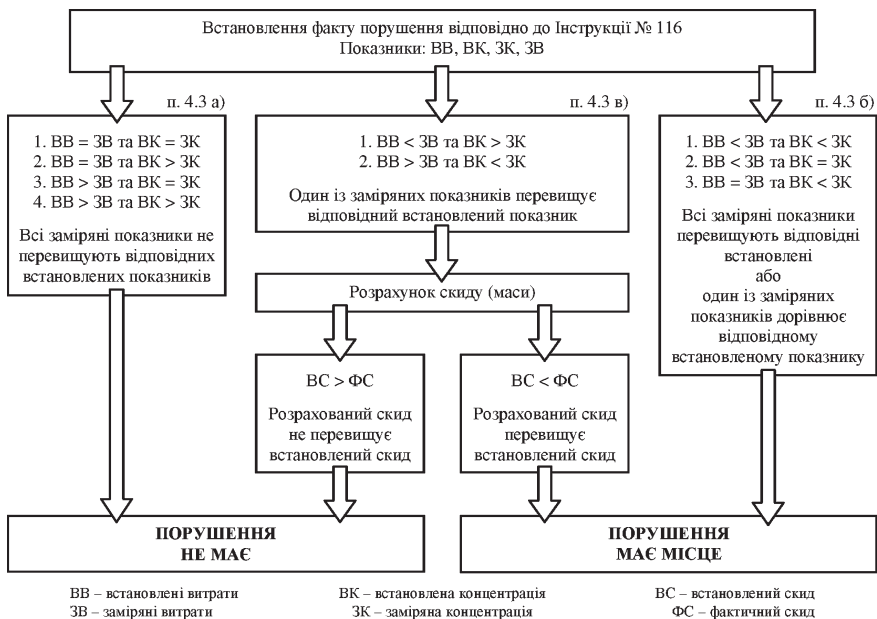 Встановлення факту порушення відповідно до Інструкції № 116
Показники: ВВ, ВК, ЗК, ЗВ
п. 4.3 а)
1. ВВ = ЗВ та ВК = ЗК
2. ВВ = ЗВ та ВК > ЗК
3. ВВ > ЗВ та ВК = ЗК
4. ВВ > ЗВ та ВК > ЗК
Всі заміряні показники не
перевищують відповідних
встановлених показників
п. 4.3 в)
1. ВВ < ЗВ та ВК > ЗК
2. ВВ > ЗВ та ВК < ЗК
Один із заміряних показників перевищує
відповідний встановлений показник
п. 4.3 б)
1. ВВ < ЗВ та ВК < ЗК
2. ВВ < ЗВ та ВК = ЗК
3. ВВ = ЗВ та ВК < ЗК
Всі заміряні показники
перевищують відповідні
встановлені
або
один із заміряних
показників дорівнює
відповідному
встановленому показнику
Розрахунок скиду (маси)
ВС > ФС
Розрахований скид
не перевищує
встановлений скид
ВС < ФС
Розрахований скид
перевищує
встановлений скид
ПОРУШЕННЯ
НЕ МАЄ
ПОРУШЕННЯ
МАЄ МІСЦЕ
ВВ – встановлені витрати
ЗВ – заміряні витрати
ВК – встановлена концентрація
ЗК – заміряна концентрація
ВС – встановлений скид
ФС – фактичний скид